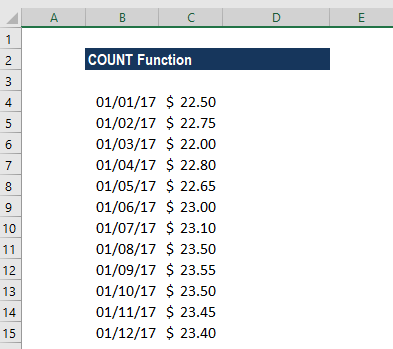 A B C D E
1
2 COUNT Function
3
4 01/01/17 $ 22.50
5 01/02/17 $ 22.75
6 01/03/17 $ 22.00
7 01/04/17 $ 22.80
8 01/05/17 $ 22.65
9 01/06/17 $ 23.00
10 01/07/17 $ 23.10
11 01/08/17 $ 23.50
12 01/09/17 $ 23.55
13 01/10/17 $ 23.50
14 01/11/17 $ 23.45
15 01/12/17 $ 23.40